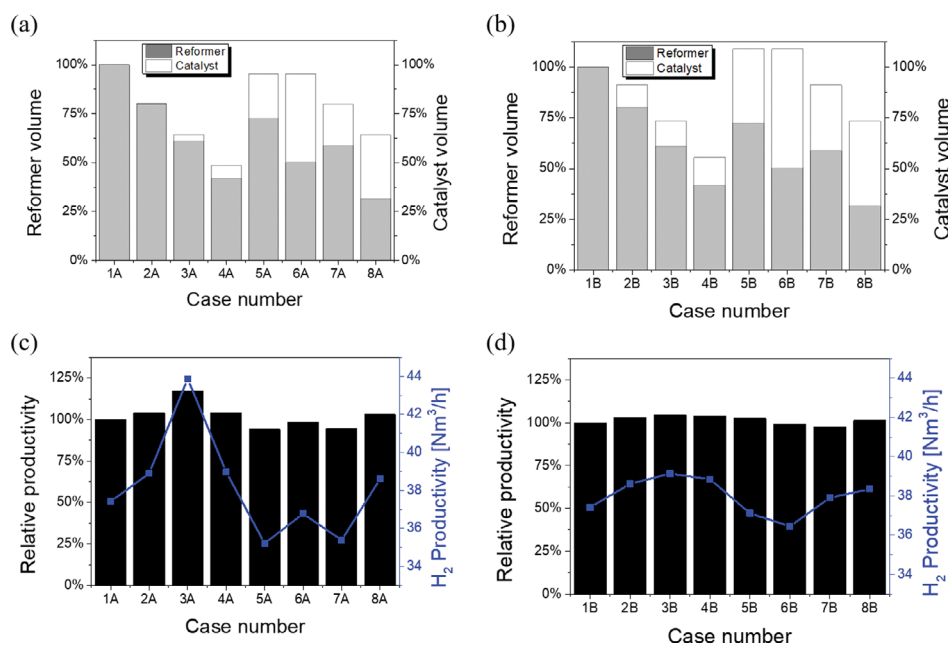 (a)
Reformer
Catalyst
100%
75%
50%
25%
0%
Reformer volume
100%
75%
50%
25%
0%
Catalyst volume
1A 2A 3A 4A 5A 6A 7A 8A
Case number
(b)
Reformer
Catalyst
100%
75%
50%
25%
0%
Reformer volume
100%
75%
50%
25%
0%
Catalyst volume
1B 2B 3B 4B 5B 6B 7B 8B
Case number
(c)
125%
100%
75%
50%
25%
0%
Relative productivity
44
42
40
38
36
34
H₂ Productivity [Nm³/h]
1A 2A 3A 4A 5A 6A 7A 8A
Case number
(d)
125%
100%
75%
50%
25%
0%
Relative productivity
44
42
40
38
36
34
32
H₂ Productivity [Nm³/h]
1B 2B 3B 4B 5B 6B 7B 8B
Case number